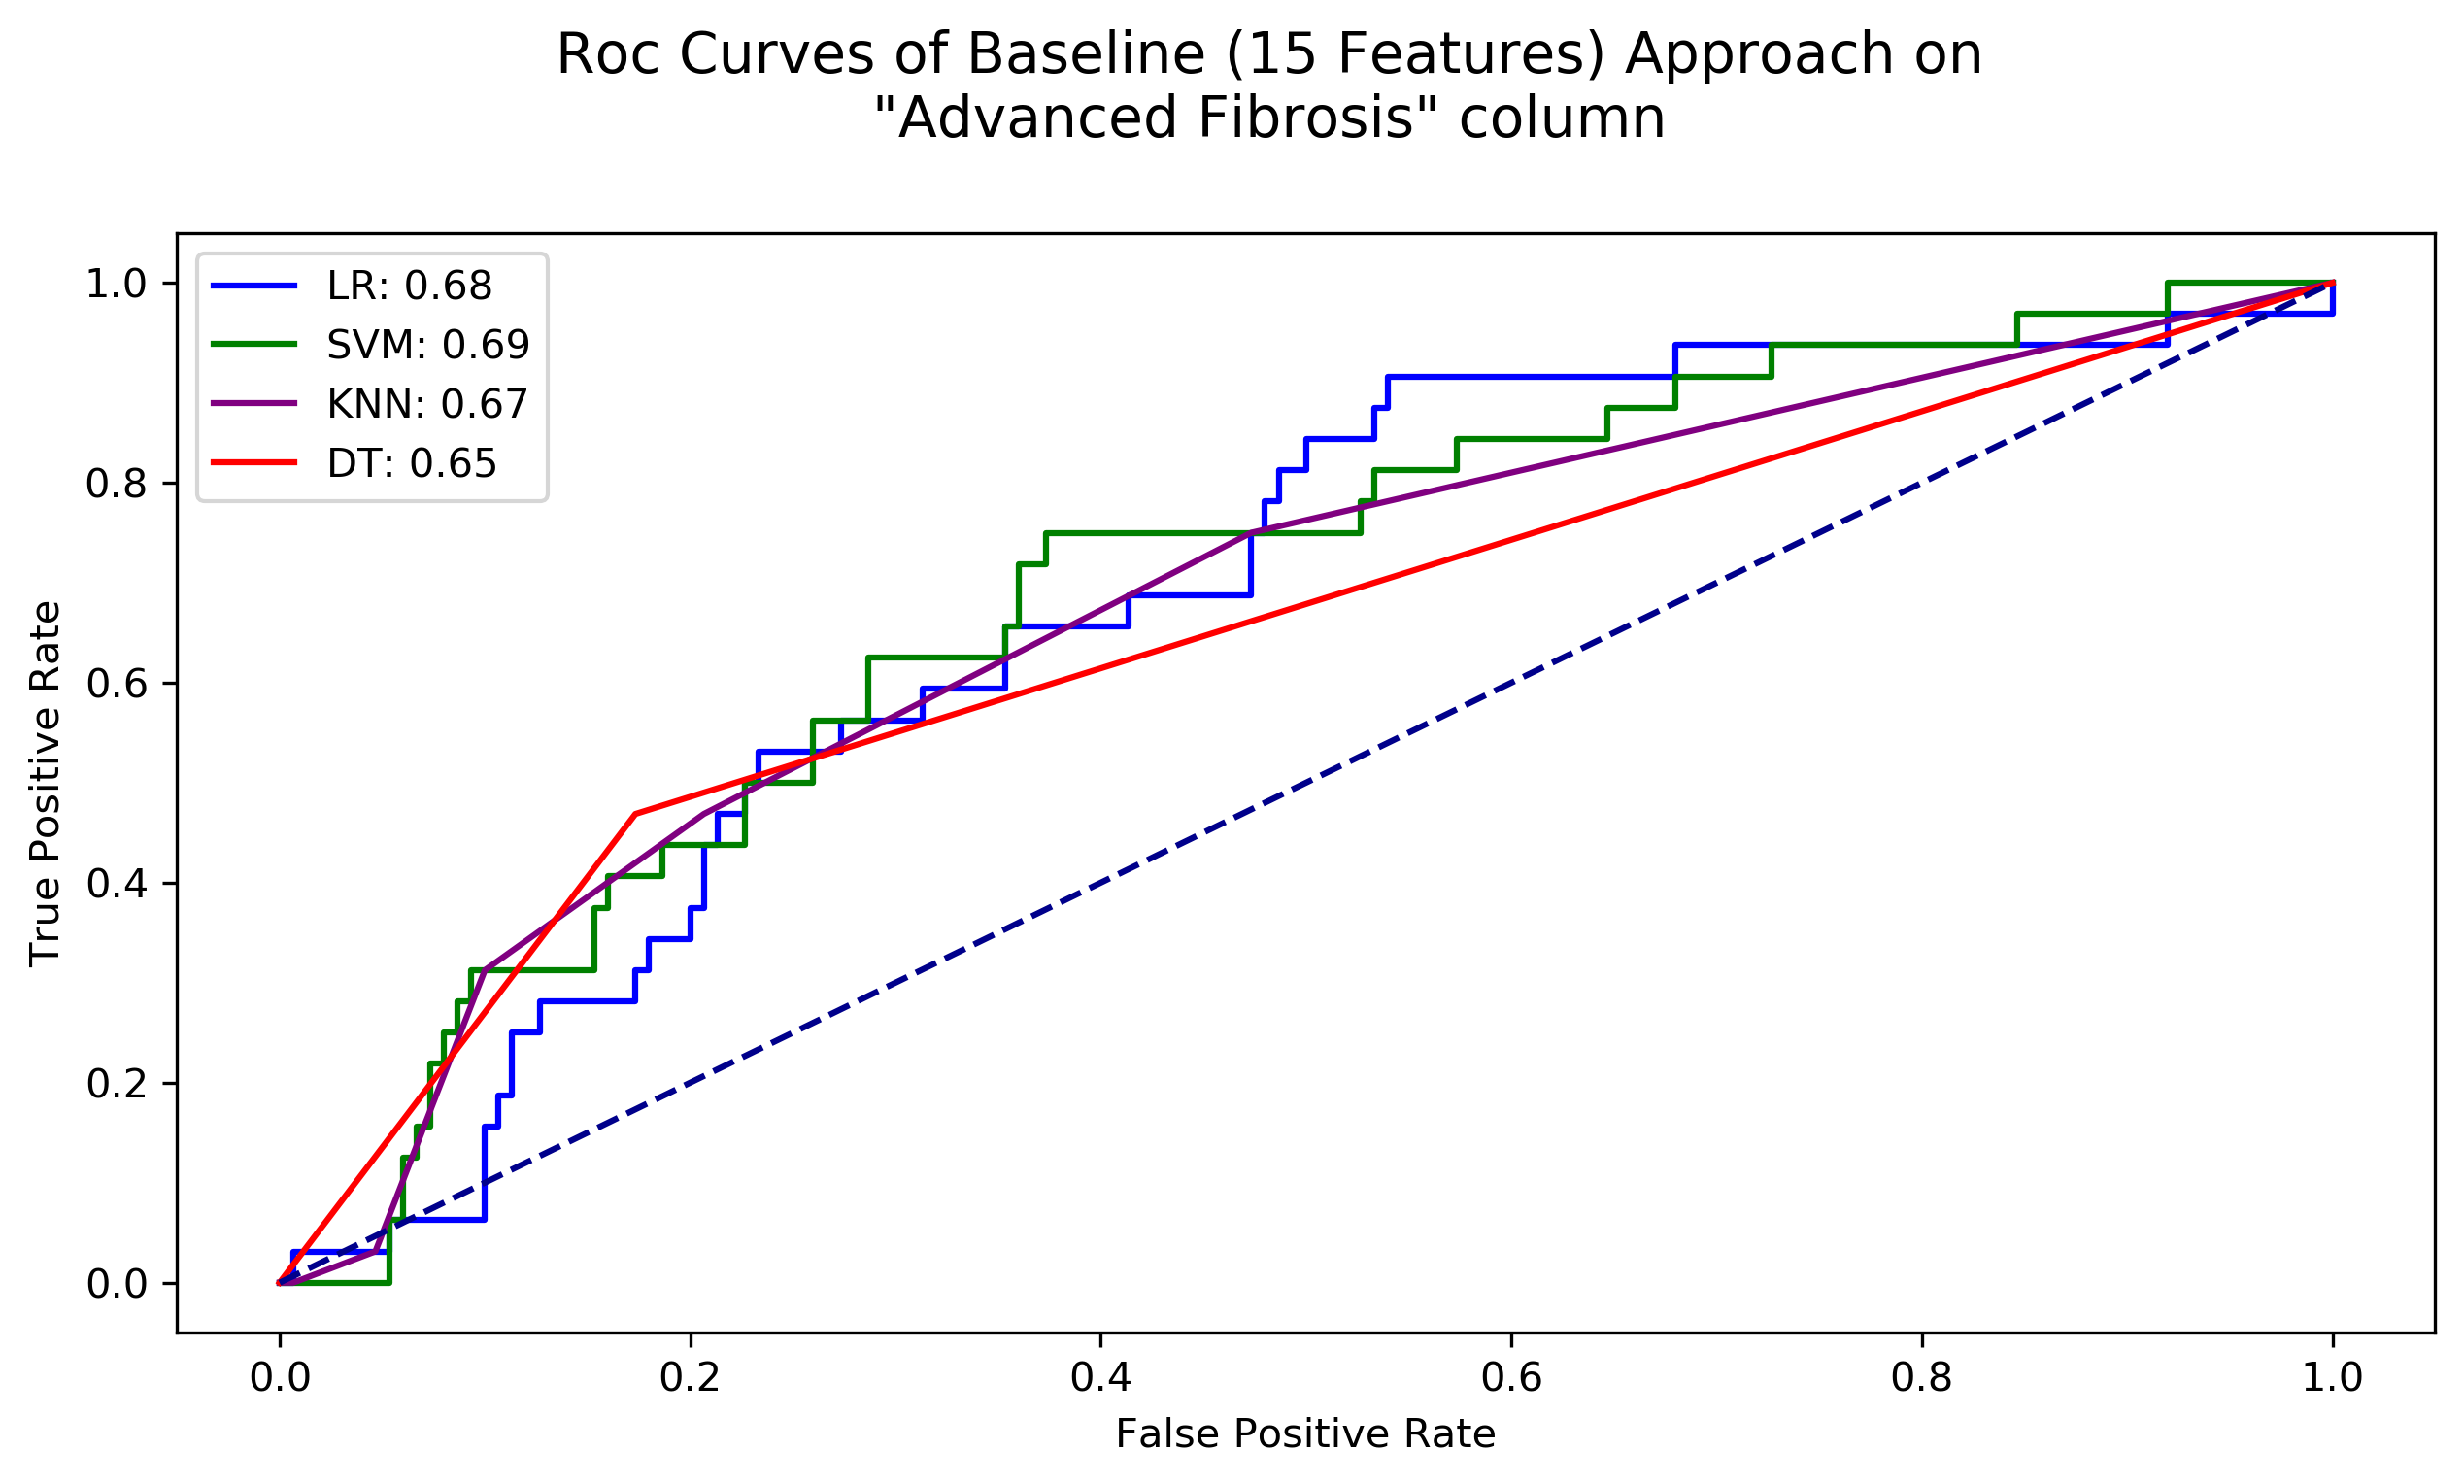 Roc Curves of Baseline (15 Features) Approach on
"Advanced Fibrosis" column
LR: 0.68
SVM: 0.69
KNN: 0.67
DT: 0.65
True Positive Rate
1.0
0.8
0.6
0.4
0.2
0.0
0.0 0.2 0.4 0.6 0.8 1.0
False Positive Rate